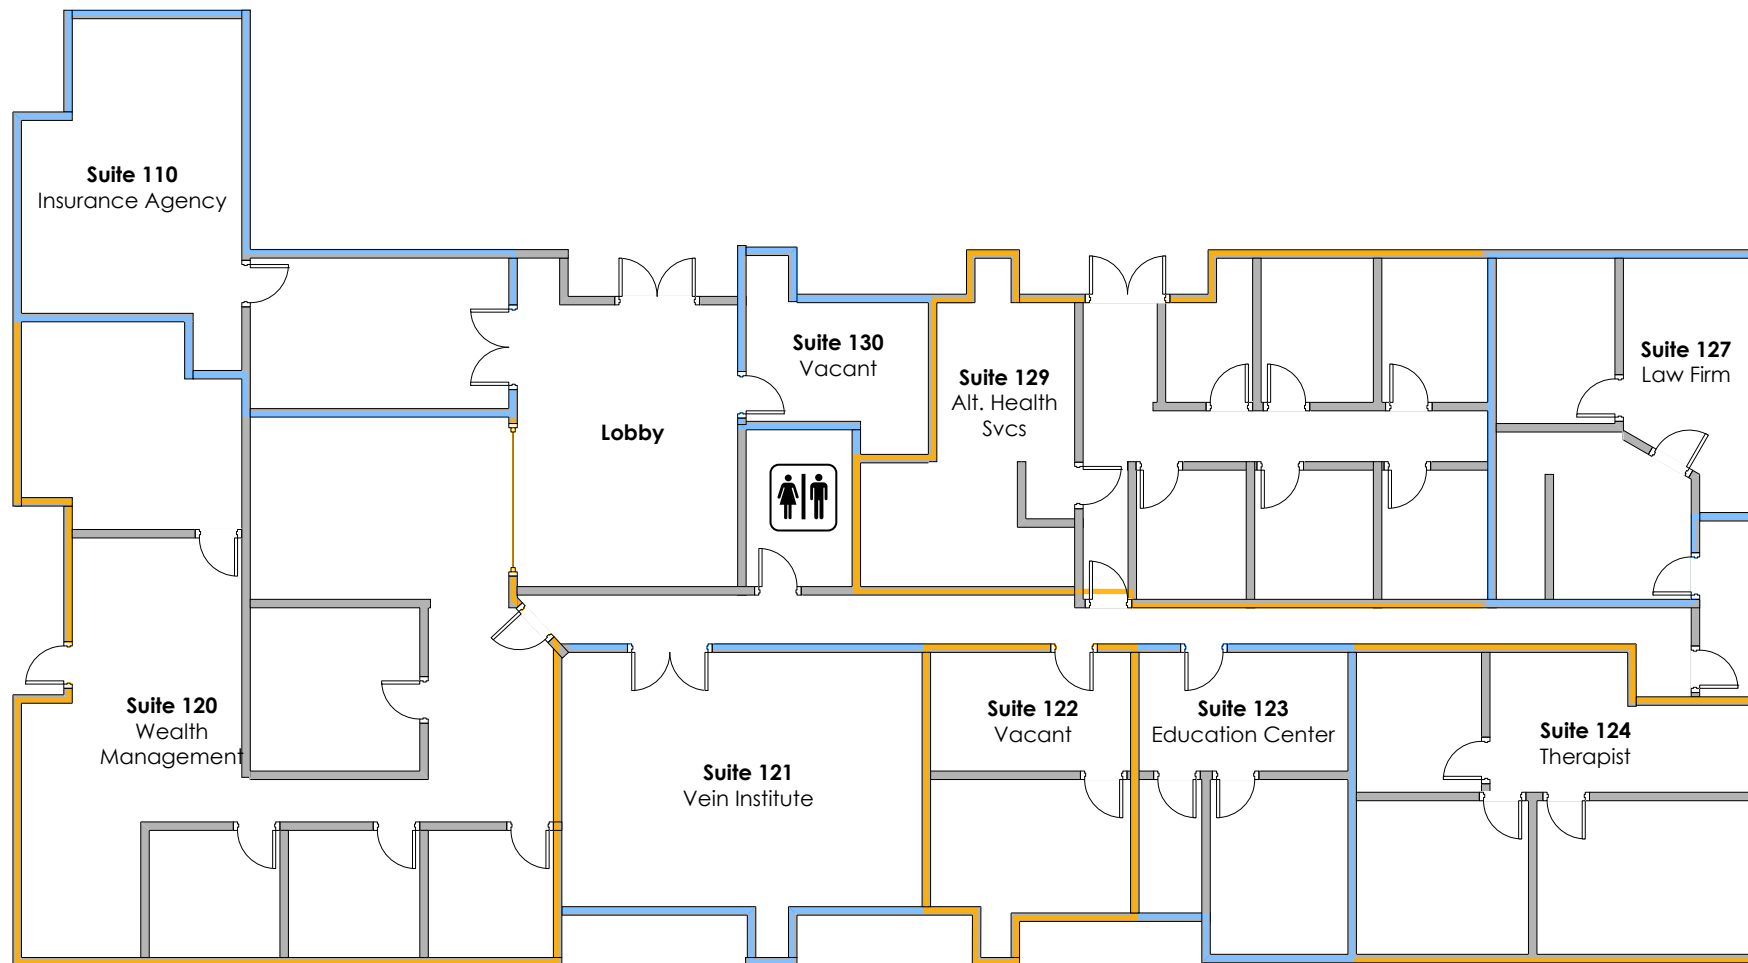 Suite 110
Insurance Agency
Suite 130
Vacant
Suite 129
Alt. Health
Svcs
Suite 127
Law Firm
Lobby
Suite 120
Wealth
Management
Suite 121
Vein Institute
Suite 122
Vacant
Suite 123
Education Center
Suite 124
Therapist